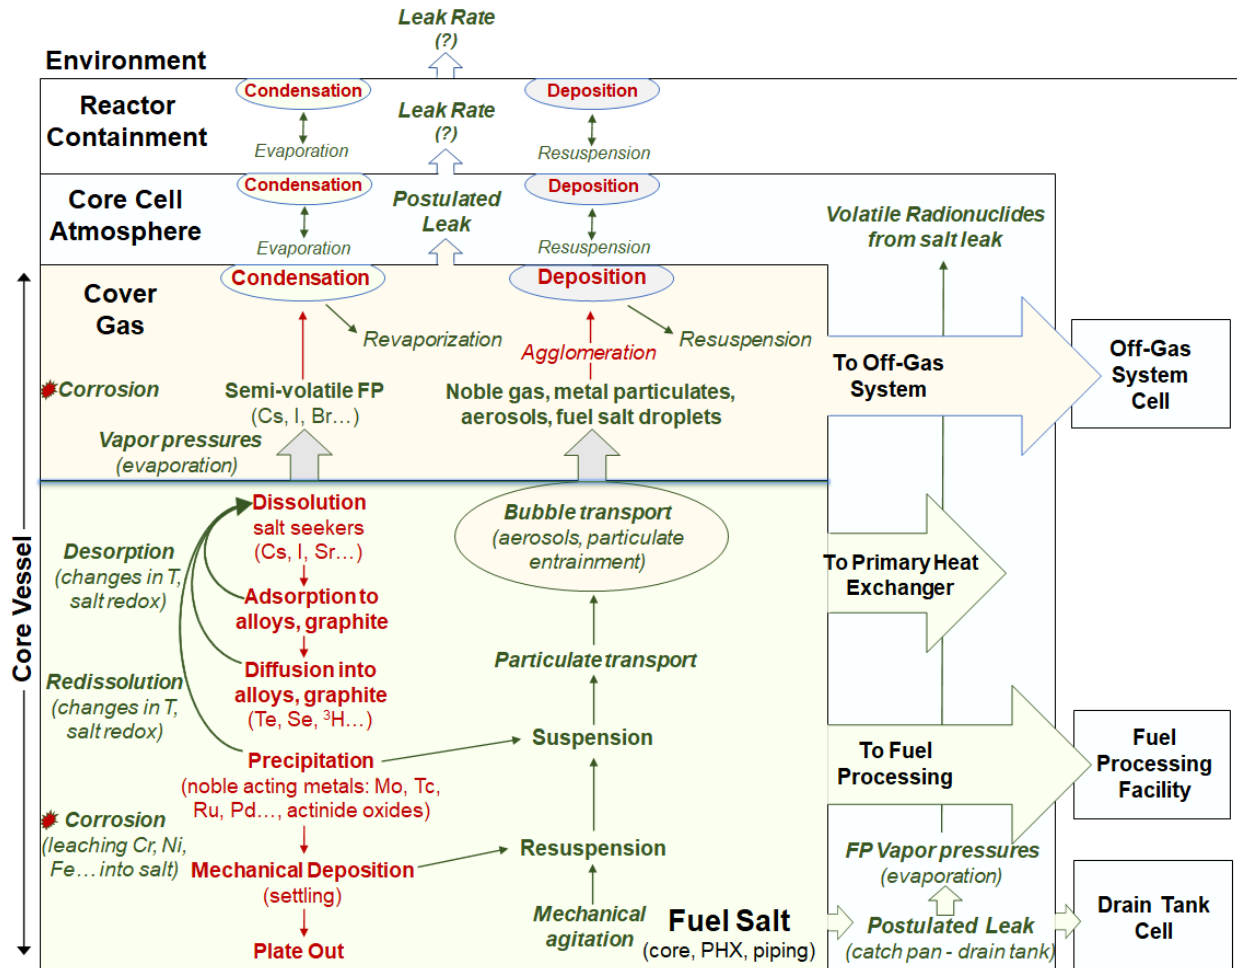 Leak Rate
(?)
Environment
Reactor
Containment
Condensation
Evaporation
Leak Rate
(?)
Deposition
Resuspension
Core Cell
Atmosphere
Condensation
Evaporation
Postulated
Leak
Deposition
Resuspension
Volatile Radionuclides
from salt leak
Core Vessel
Cover
Gas
Condensation
Revaporization
Deposition
Resuspension
Agglomeration
Corrosion
Semi-volatile FP
(Cs, I, Br…)
Noble gas, metal particulates,
aerosols, fuel salt droplets
Vapor pressures
(evaporation)
To Off-Gas
System
Off-Gas
System
Cell
Dissolution
salt seekers
(Cs, I, Sr…)
Desorption
(changes in T,
salt redox)
Adsorption to
alloys, graphite
Diffusion into
alloys, graphite
(Te, Se, ³H…)
Redissolution
(changes in T,
salt redox)
Precipitation
(noble acting metals: Mo, Tc,
Ru, Pd…, actinide oxides)
Corrosion
(leaching Cr, Ni,
Fe… into salt)
Mechanical Deposition
(settling)
Plate Out
Bubble transport
(aerosols, particulate
entrainment)
Particulate transport
Suspension
Resuspension
Mechanical
agitation
Fuel Salt
(core, PHX, piping)
To Primary Heat
Exchanger
To Fuel
Processing
Fuel
Processing
Facility
FP Vapor pressures
(evaporation)
Postulated Leak
(catch pan - drain tank)
Drain Tank
Cell